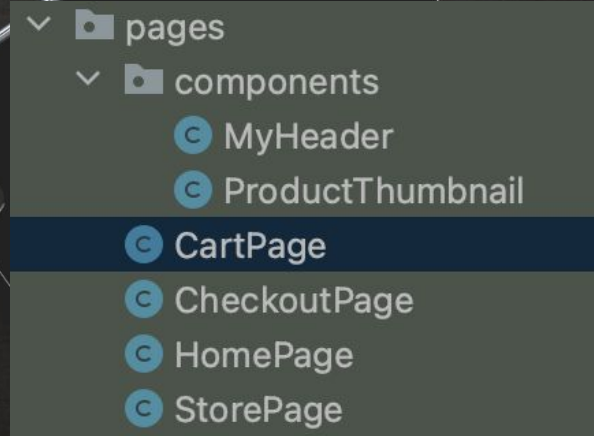 pages
components
C MyHeader
C ProductThumbnail
C CartPage
C CheckoutPage
C HomePage
C StorePage